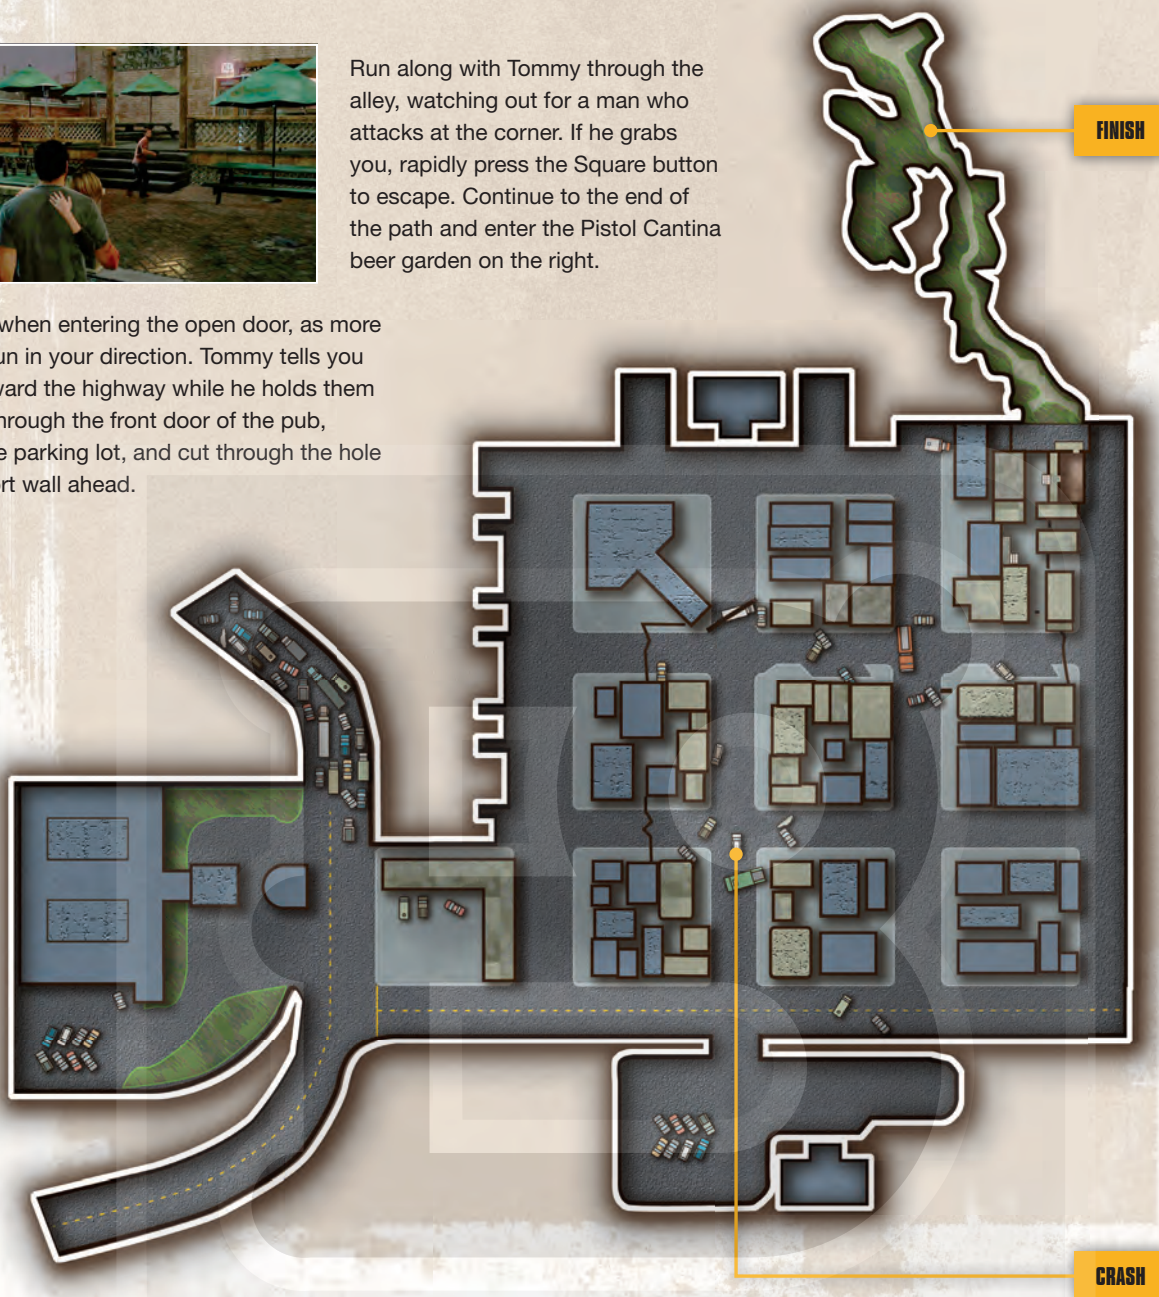 Run along with Tommy through the
alley, watching out for a man who
attacks at the corner. If he grabs
you, rapidly press the Square button
to escape. Continue to the end of
the path and enter the Pistol Cantina
beer garden on the right.
FINISH
when entering the open door, as more
un in your direction. Tommy tells you
ward the highway while he holds them
hrough the front door of the pub,
e parking lot, and cut through the hole
rt wall ahead.
CRASH